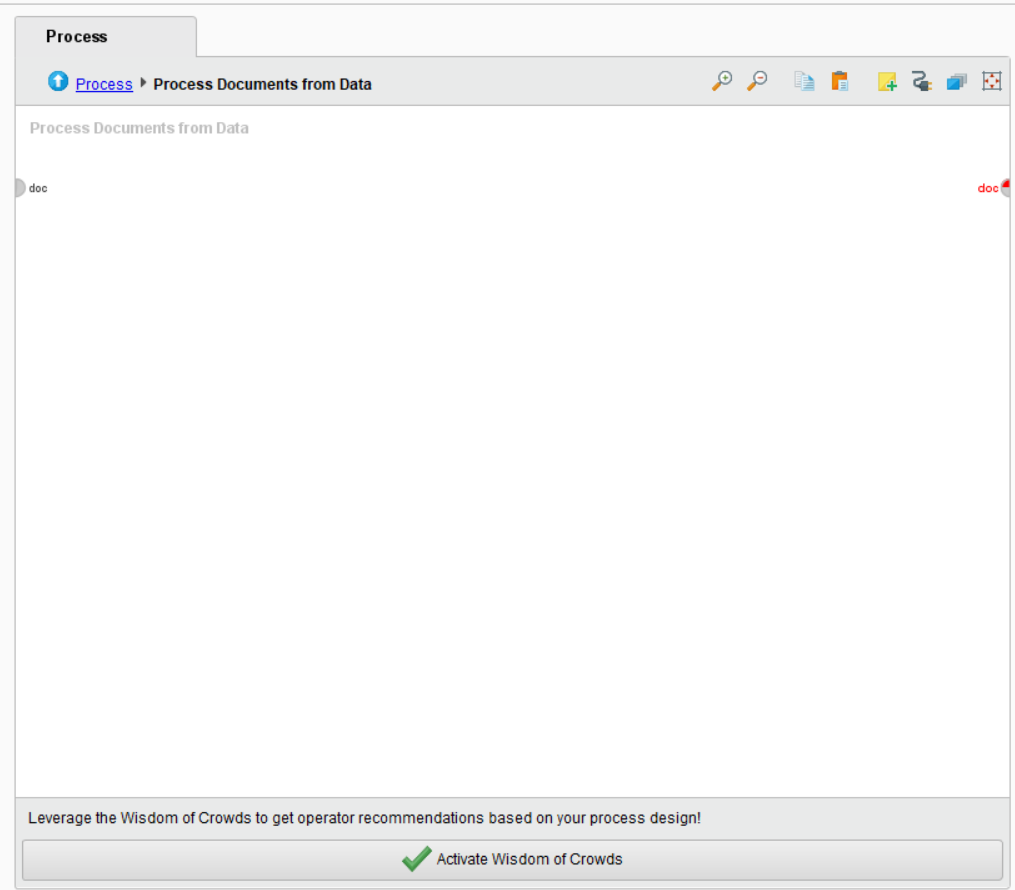 Process
Process Process Documents from Data
Process Documents from Data
doc doc
Leverage the Wisdom of Crowds to get operator recommendations based on your process design!
Activate Wisdom of Crowds